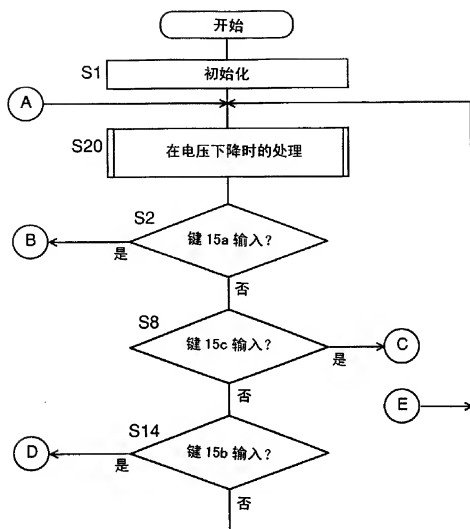 开始
S1
初始化
A
S20
在电压下降时的处理
S2
键 15a 输入？
B
是
否
S8
键 15c 输入？
C
是
否
E
S14
键 15b 输入？
D
是
否